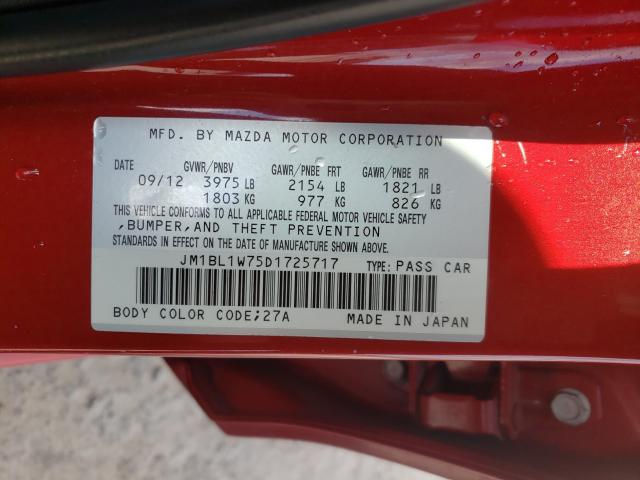 MFD. BY MAZDA MOTOR CORPORATION
DATE GVWR/PNBV GAWR/PNBE FRT GAWR/PNBE RR
09/12 3975 LB 2154 LB 1821 LB
1803 KG 977 KG 826 KG
THIS VEHICLE CONFORMS TO ALL APPLICABLE FEDERAL MOTOR VEHICLE SAFETY
,BUMPER,AND THEFT PREVENTION
STANDARDS IN EFFECT ON THE DATE OF MANUFACTURE SHOWN ABOVE.
JM1BL1W75D1725717 TYPE: PASS CAR
BODY COLOR CODE;27A MADE IN JAPAN